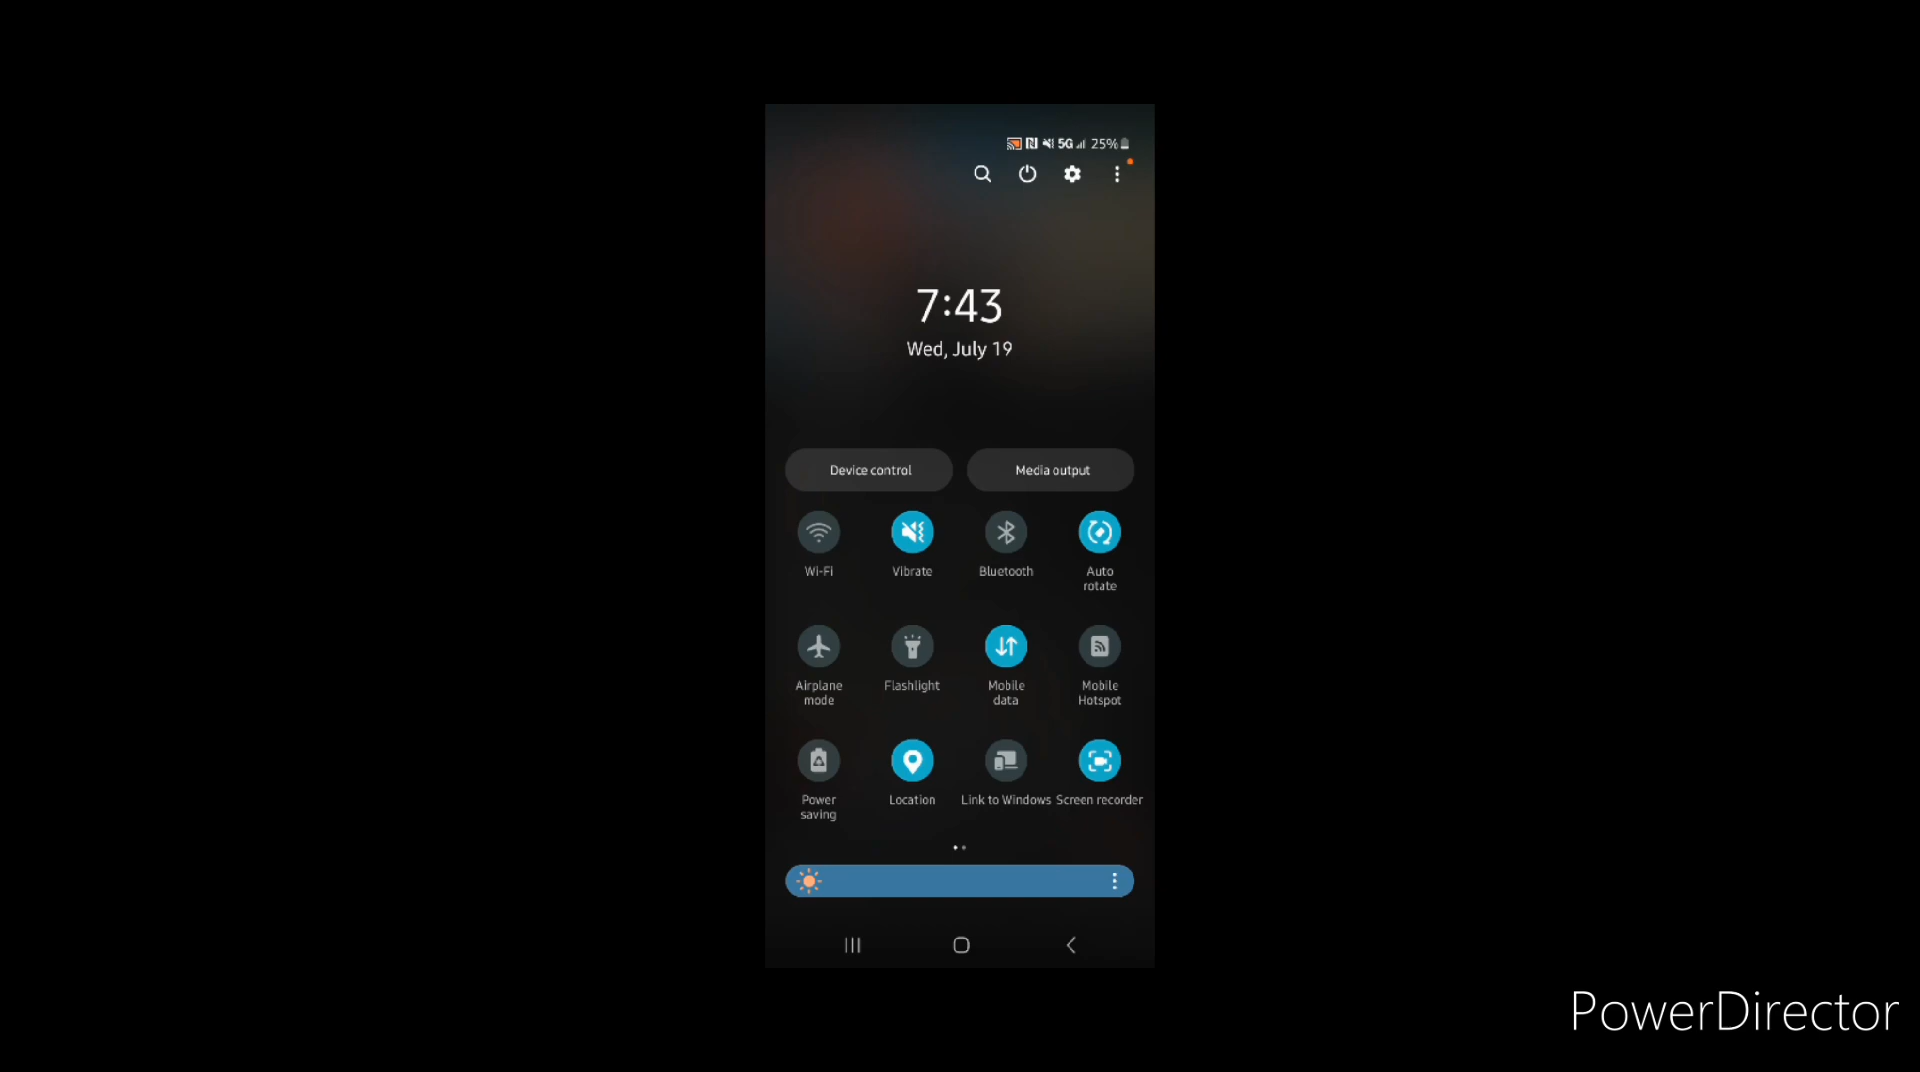 5G 25%
7:43
Wed, July 19
Device control Media output
Wi-Fi Vibrate Bluetooth Auto rotate
Airplane mode Flashlight Mobile data Mobile Hotspot
Power saving Location Link to Windows Screen recorder
PowerDirector